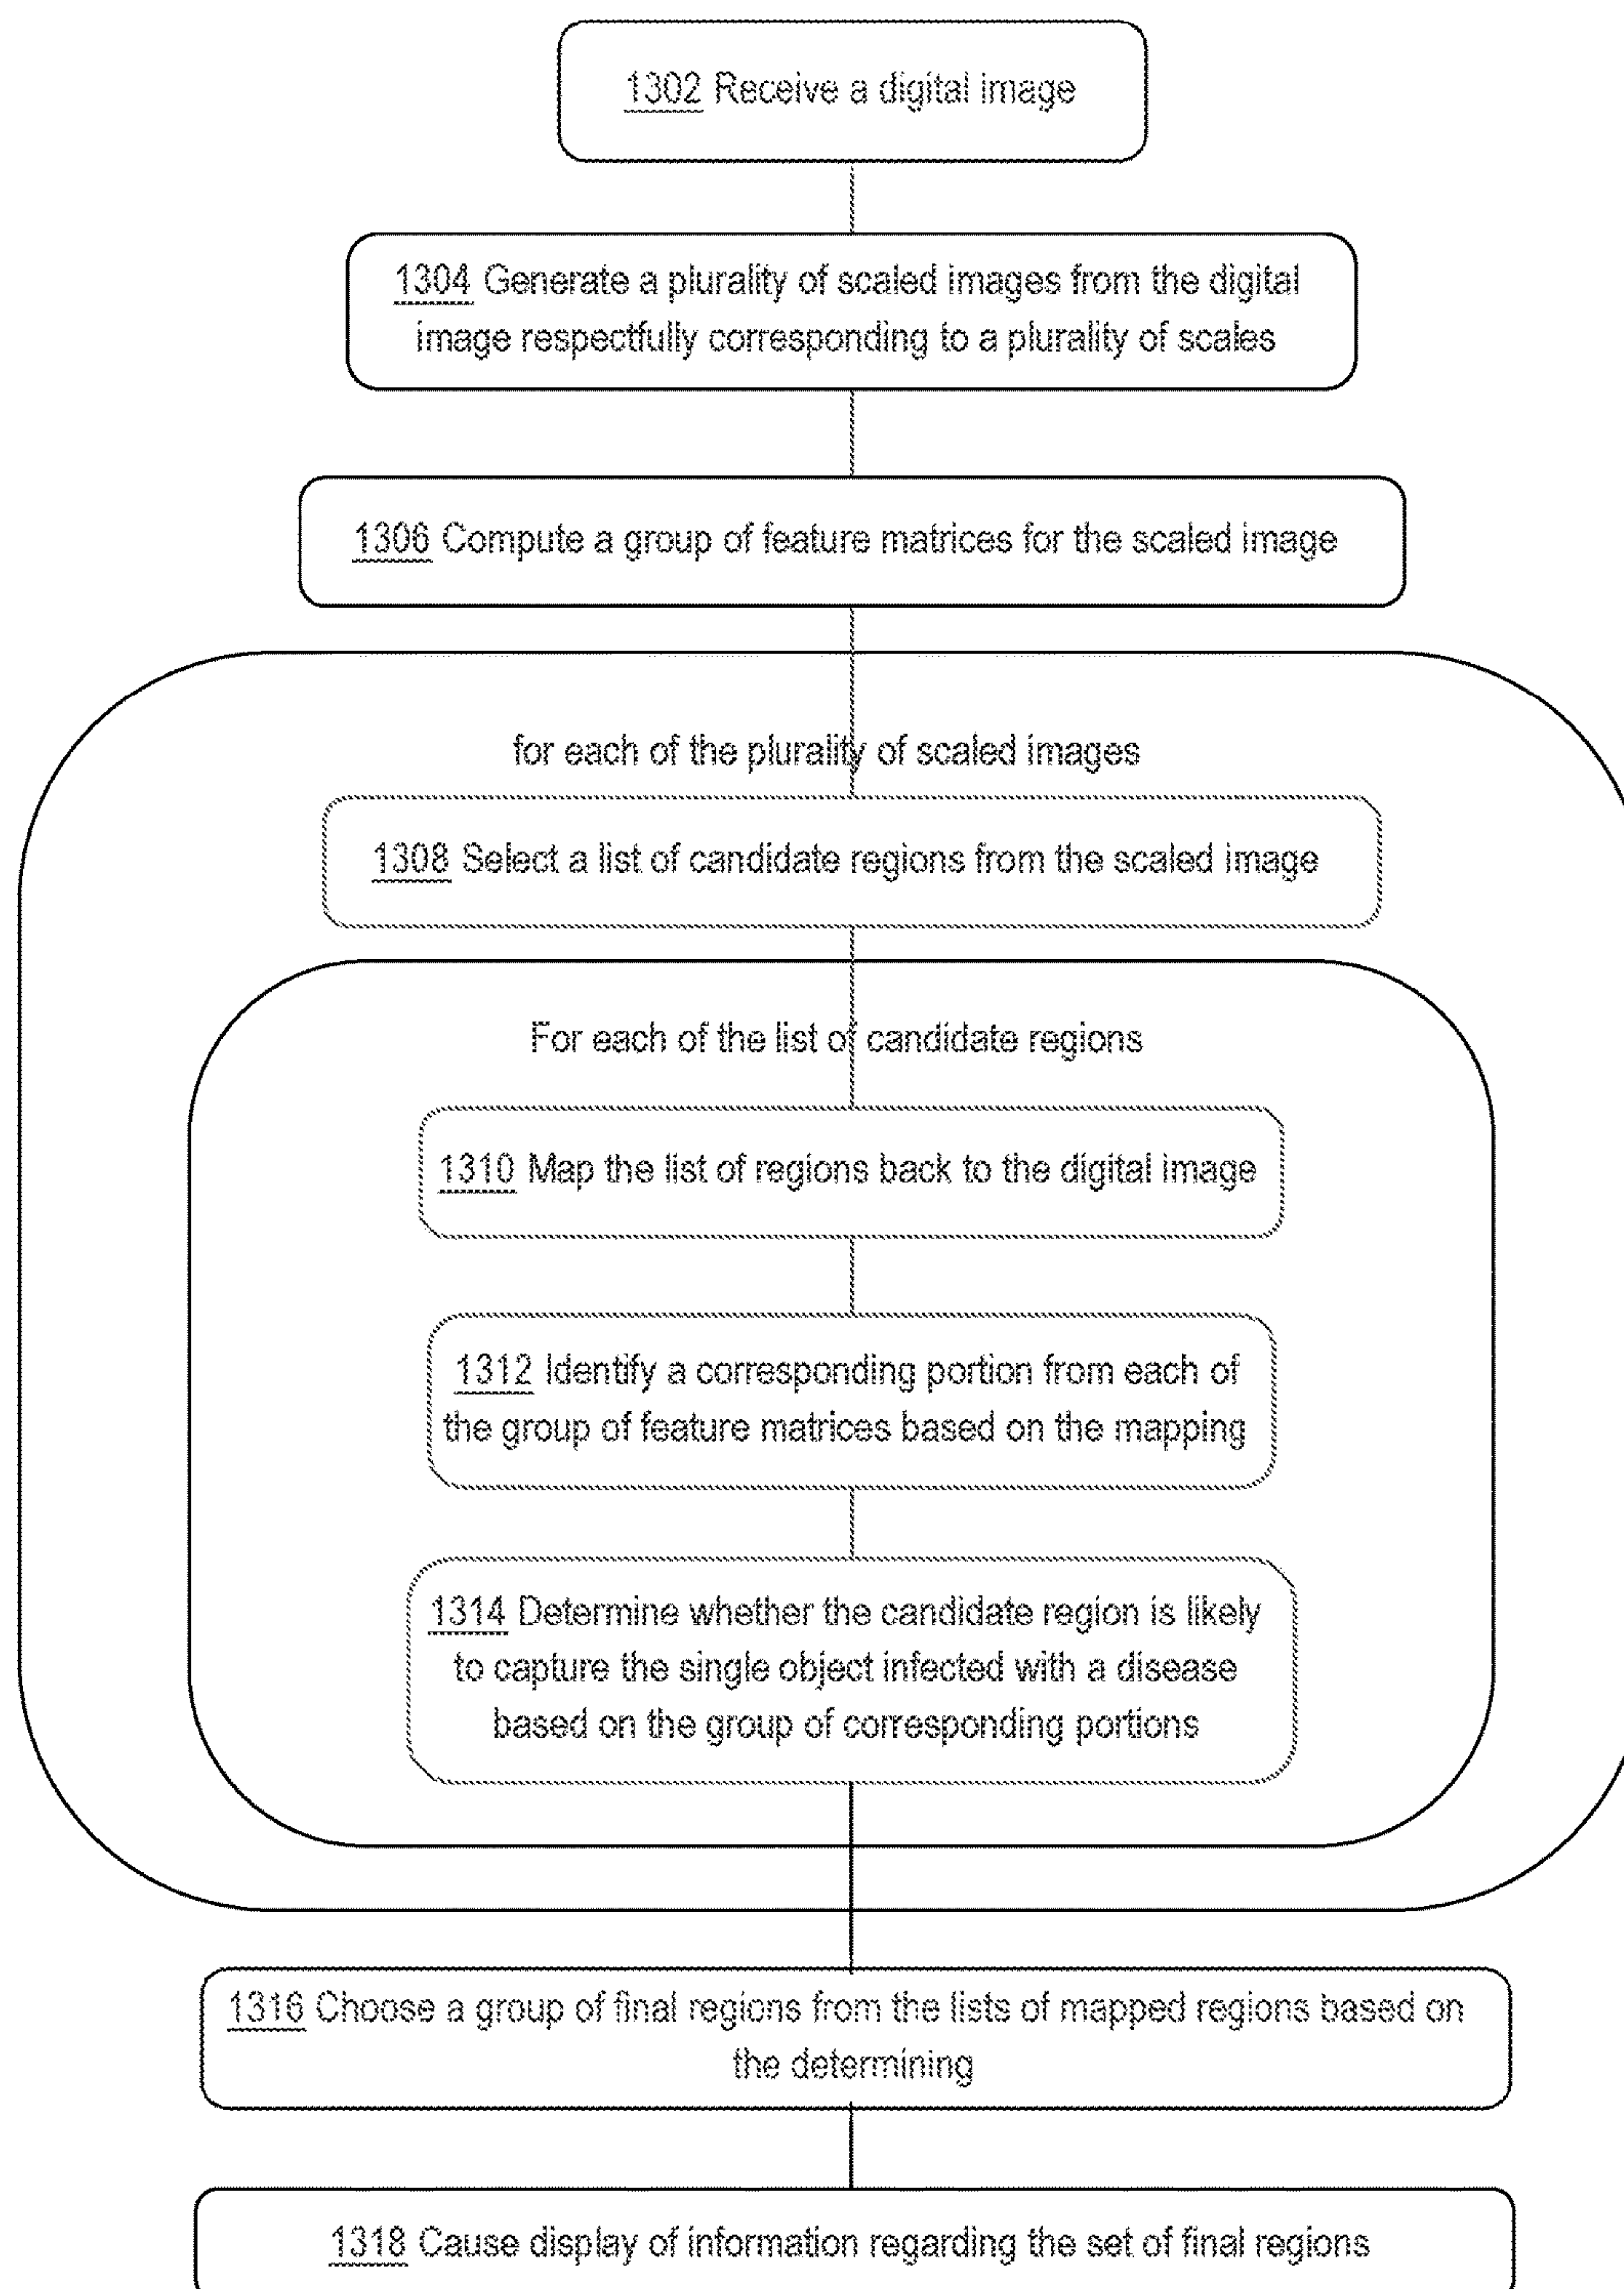 1302 Receive a digital image
1304 Generate a plurality of scaled images from the digital
image respectfully corresponding to a plurality of scales
1306 Compute a group of feature matrices for the scaled image
for each of the plurality of scaled images
1308 Select a list of candidate regions from the scaled image
For each of the list of candidate regions
1310 Map the list of regions back to the digital image
1312 Identify a corresponding portion from each of
the group of feature matrices based on the mapping
1314 Determine whether the candidate region is likely
to capture the single object infected with a disease
based on the group of corresponding portions
1316 Choose a group of final regions from the lists of mapped regions based on
the determining
1318 Cause display of information regarding the set of final regions